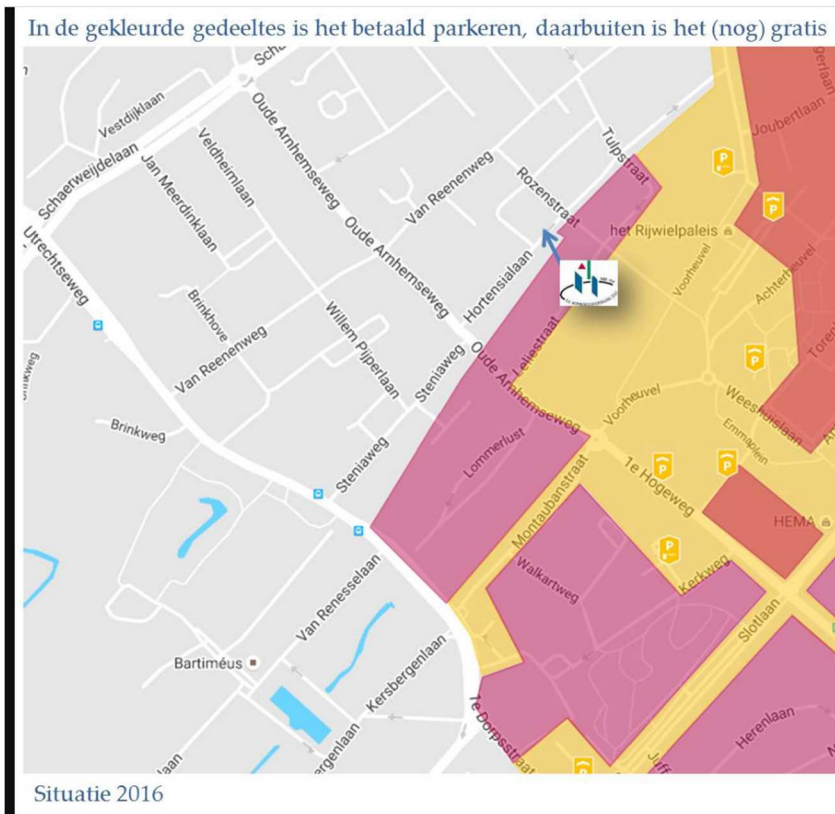 In de gekleurde gedeeltes is het betaald parkeren, daarbuiten is het (nog) gratis
Vestdijklaan
Schaerweijdelaan
Jan Meerdinklaan
Veldheimlaan
Oude Arnhemseweg
Tulpstraat
Joubertlaan
P
Utrechtseweg
Van Reenenweg
Rozenstraat
P
het Rijwielpaleis
Oude Arnhemseweg
Hortensialaan
Voorheuvel
Achterheuvel
Brinkhove
Willem Pijperlaan
Leliestraat
Van Reenenweg
Steniaweg
Oude Arnhemseweg
P
Voorheuvel
Weeshuislaan
Brinkweg
Lommerlust
Emmaplein
Steniaweg
Montaubanstraat
1e Hogeweg
P
P
HEMA
P
Kerkweg
Walkartweg
Van Renesselaan
Slotlaan
Bartiméus
Kersbergenlaan
1e Dorpsstraat
Herenlaan
P
Situatie 2016